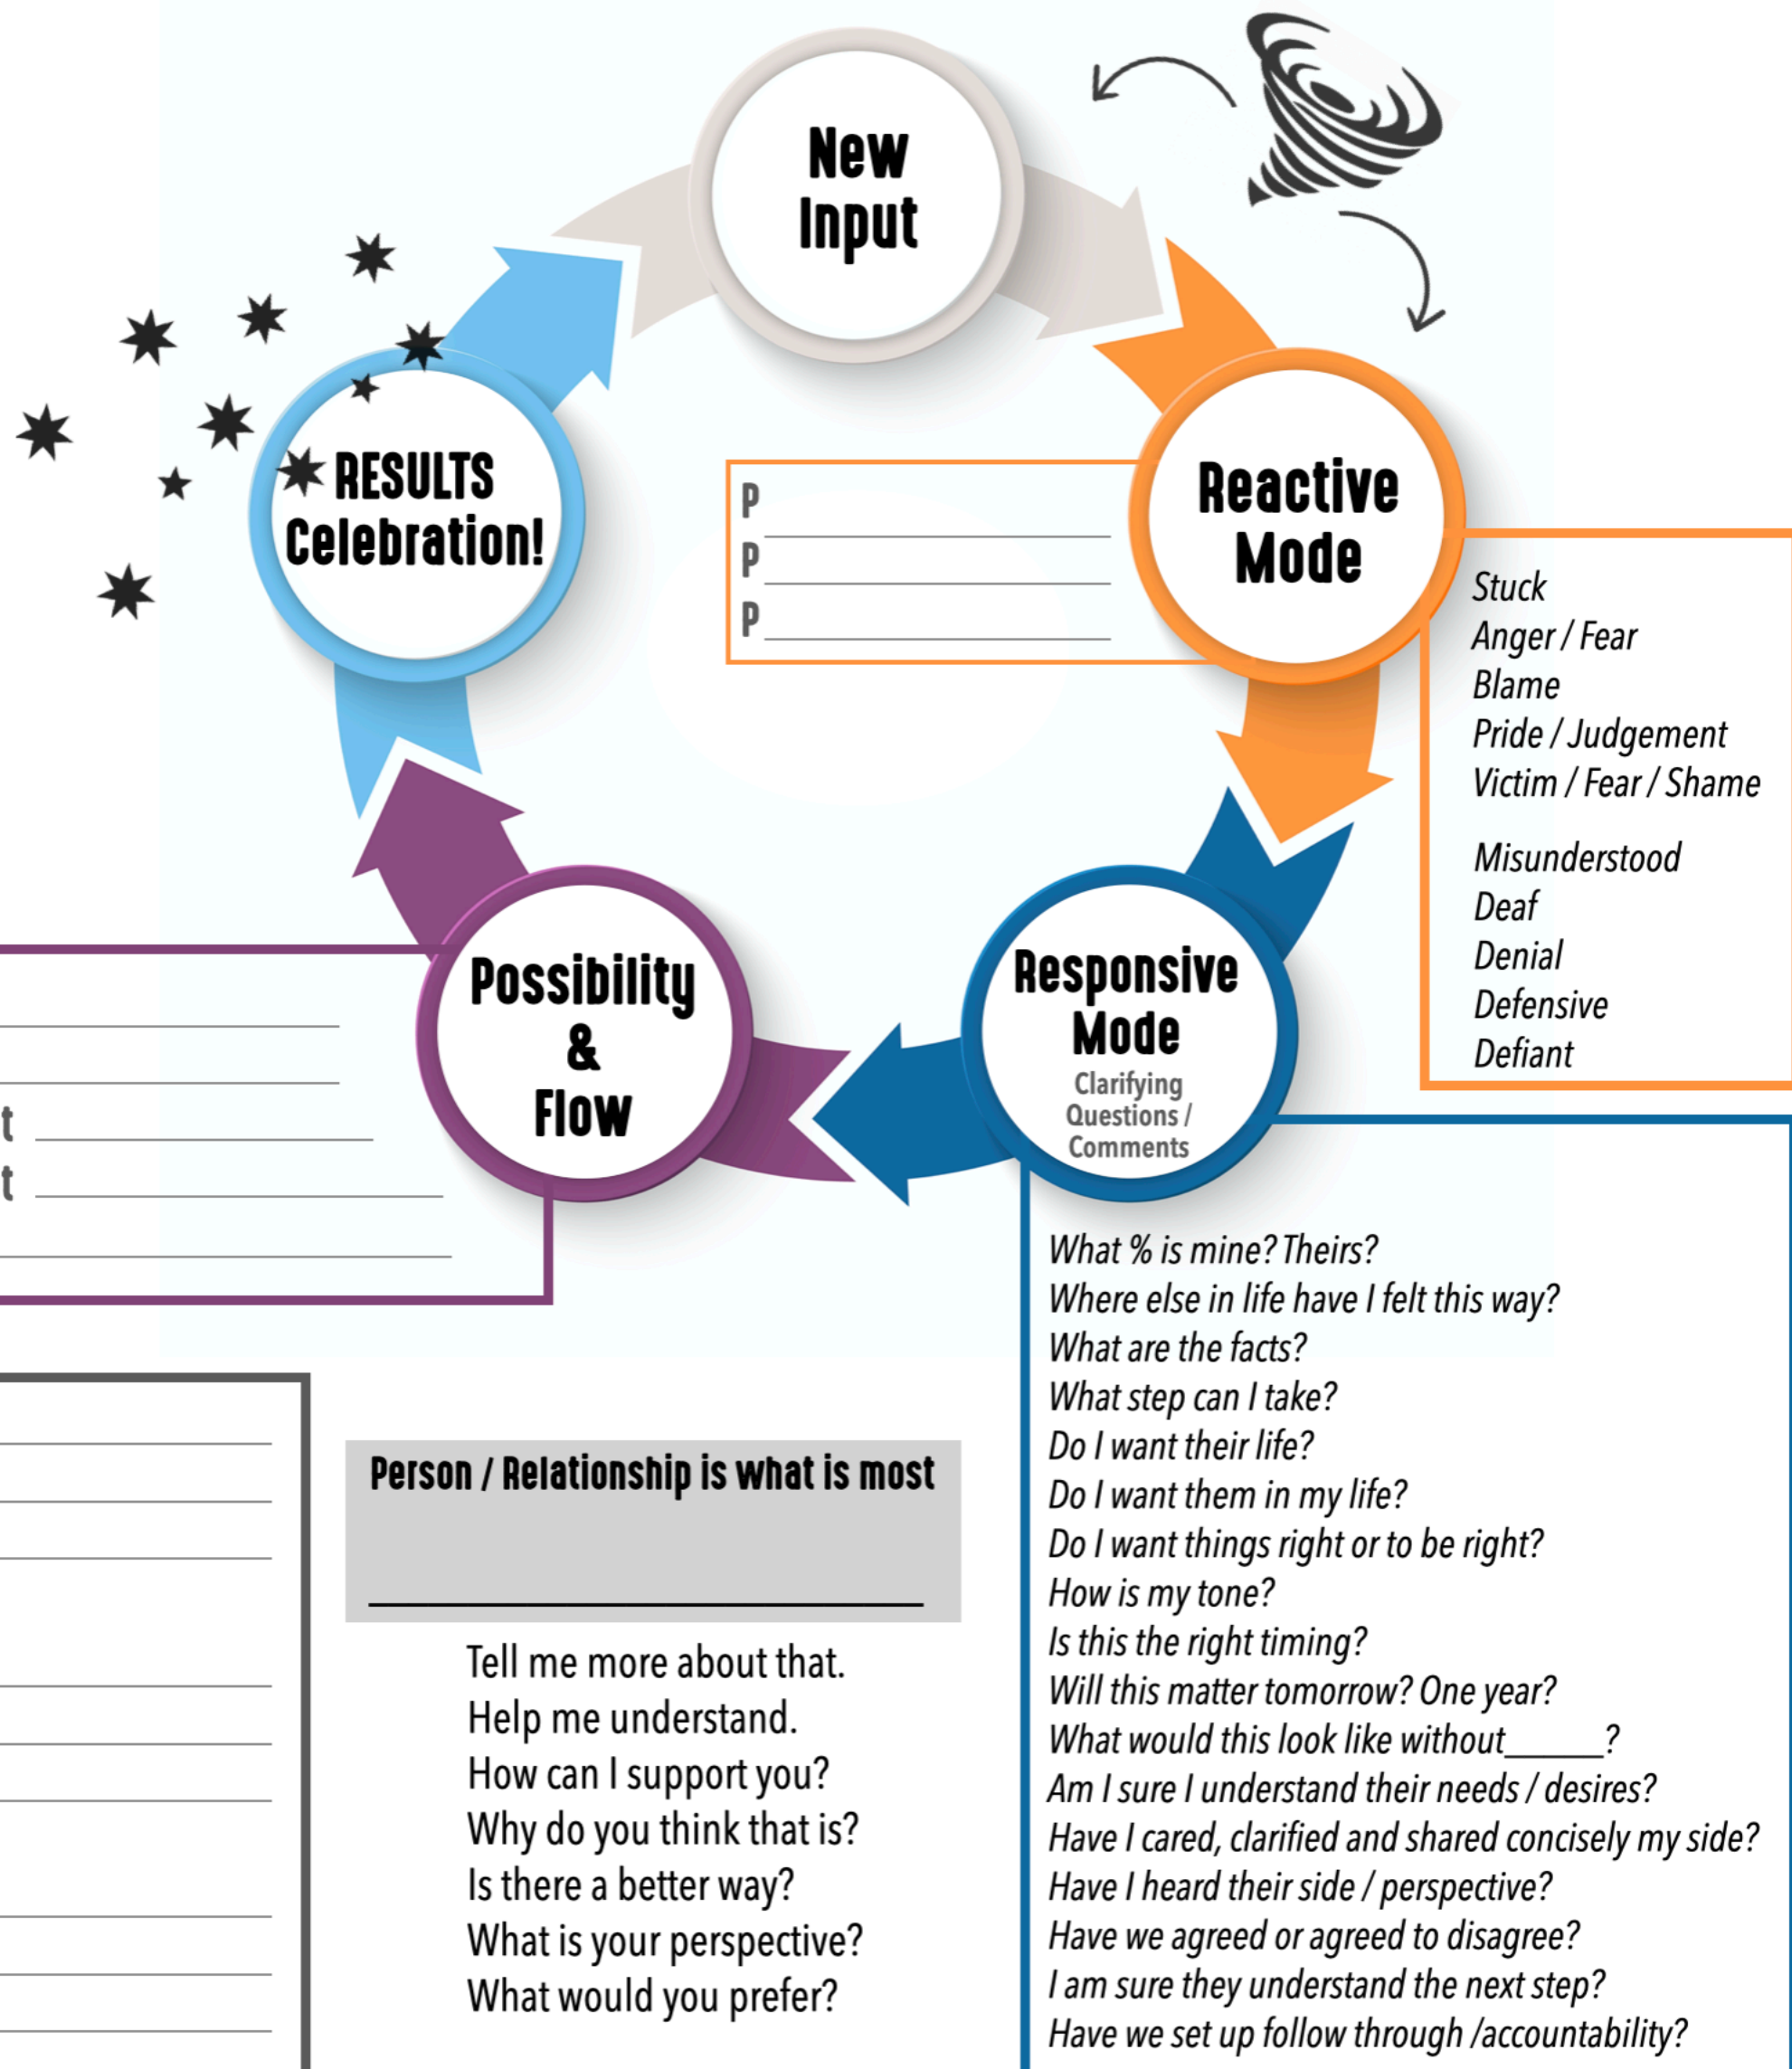 New
Input
RESULTS
Celebration!
Reactive
Mode
P ____________________
P ____________________
P ____________________
Stuck
Anger / Fear
Blame
Pride / Judgement
Victim / Fear / Shame
Misunderstood
Deaf
Denial
Defensive
Defiant
Possibility
&
Flow
Responsive
Mode
Clarifying
Questions /
Comments
t ____________________
t ____________________
What % is mine? Theirs?
Where else in life have I felt this way?
What are the facts?
What step can I take?
Do I want their life?
Do I want them in my life?
Do I want things right or to be right?
How is my tone?
Is this the right timing?
Will this matter tomorrow? One year?
What would this look like without______?
Am I sure I understand their needs / desires?
Have I cared, clarified and shared concisely my side?
Have I heard their side / perspective?
Have we agreed or agreed to disagree?
I am sure they understand the next step?
Have we set up follow through /accountability?
Person / Relationship is what is most
____________________
Tell me more about that.
Help me understand.
How can I support you?
Why do you think that is?
Is there a better way?
What is your perspective?
What would you prefer?